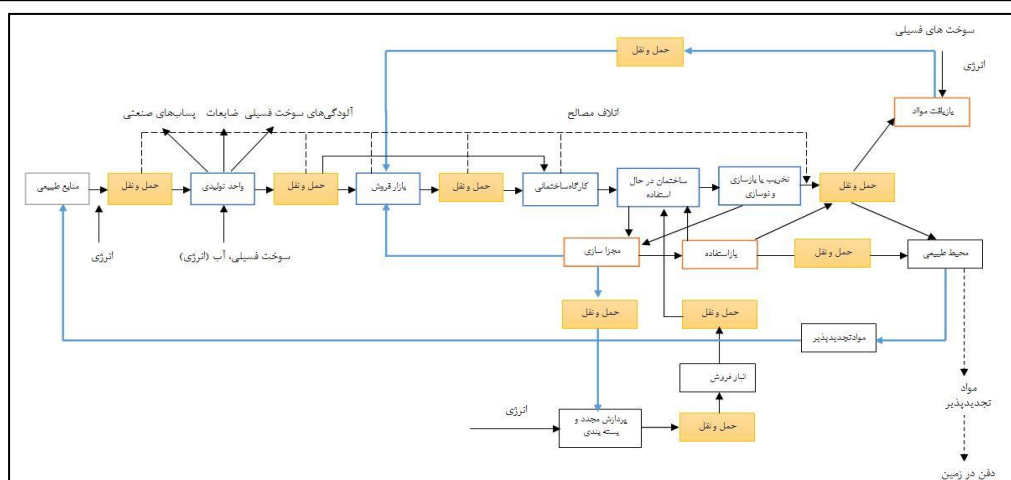 سوخت های فسیلی
حمل و نقل
انرژی
بازیافت مواد
پساب‌های صنعتی
ضایعات
آلودگی‌های سوخت فسیلی
اتلاف مصالح
منابع طبیعی
حمل و نقل
واحد تولیدی
حمل و نقل
بازار فروش
حمل و نقل
کارگاه ساختمانی
ساختمان در حال
استفاده
تخریب یا بازسازی
و نوسازی
حمل و نقل
انرژی
سوخت فسیلی، آب (انرژی)
مجزا سازی
بازاستفاده
حمل و نقل
محیط طبیعی
حمل و نقل
حمل و نقل
موادتجدیدپذیر
انبار فروش
مواد
تجدیدپذیر
انرژی
پردازش مجدد و
بسته بندی
حمل و نقل
دفن در زمین